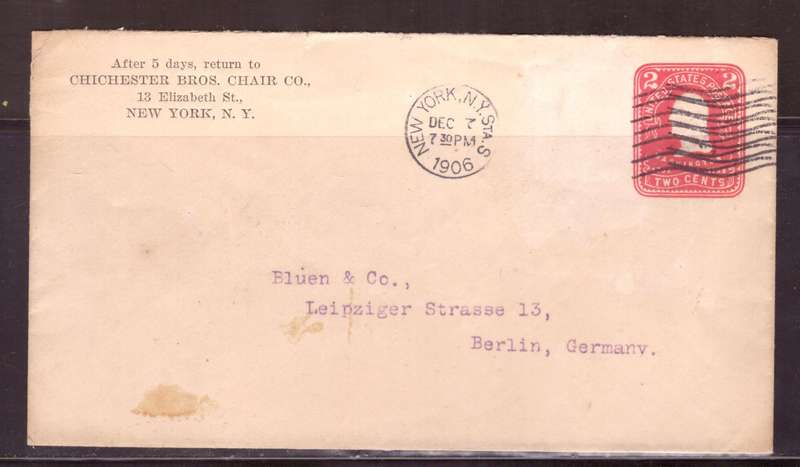 After 5 days, return to
CHICHESTER BROS. CHAIR CO.,
13 Elizabeth St.,
NEW YORK, N. Y.
NEW YORK, N.Y. STA. S
DEC 7
7 30 PM
1906
2 2
UNITED STATES
TWO CENTS
Bluen & Co.,
Leipziger Strasse 13,
Berlin, Germany.